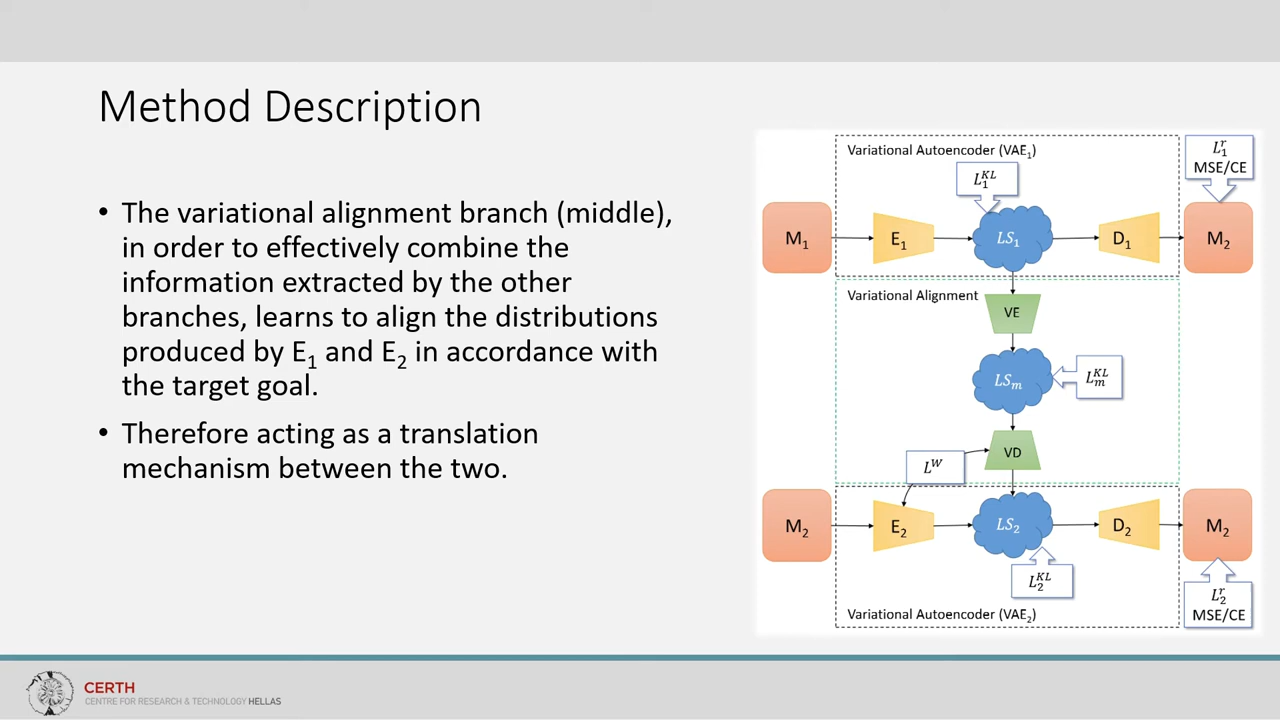 Method Description
• The variational alignment branch (middle),
in order to effectively combine the
information extracted by the other
branches, learns to align the distributions
produced by E₁ and E₂ in accordance with
the target goal.
• Therefore acting as a translation
mechanism between the two.
Variational Autoencoder (VAE₁)
L₁ʳ
MSE/CE
L₁ᴷᴸ
M₁
E₁
LS₁
D₁
M₂
Variational Alignment
VE
LSₘ
Lₘᴷᴸ
VD
Lᵂ
M₂
E₂
LS₂
D₂
M₂
L₂ᴷᴸ
L₂ʳ
MSE/CE
Variational Autoencoder (VAE₂)
CERTH
CENTRE FOR RESEARCH & TECHNOLOGY HELLAS